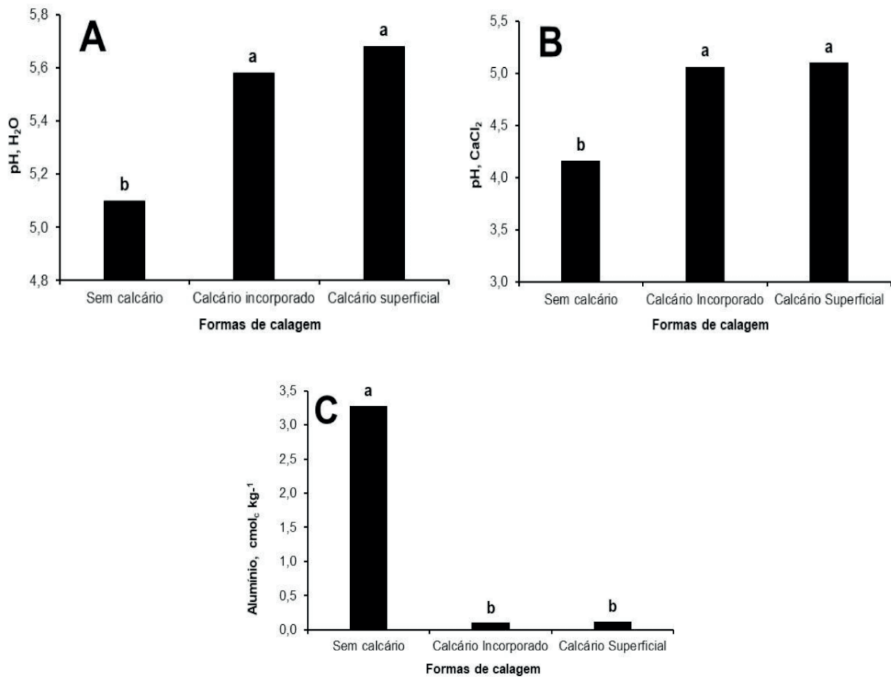 A
pH, H₂O
5,8
5,6
5,4
5,2
5,0
4,8
b
a
a
Sem calcário
Calcário incorporado
Calcário superficial
Formas de calagem
B
pH, CaCl₂
5,5
5,0
4,5
4,0
3,5
3,0
b
a
a
Sem calcário
Calcário Incorporado
Calcário Superficial
Formas de calagem
C
Alumínio, cmol꜀ kg-¹
3,5
3,0
2,5
2,0
1,5
1,0
0,5
0,0
a
b
b
Sem calcário
Calcário Incorporado
Calcário Superficial
Formas de calagem